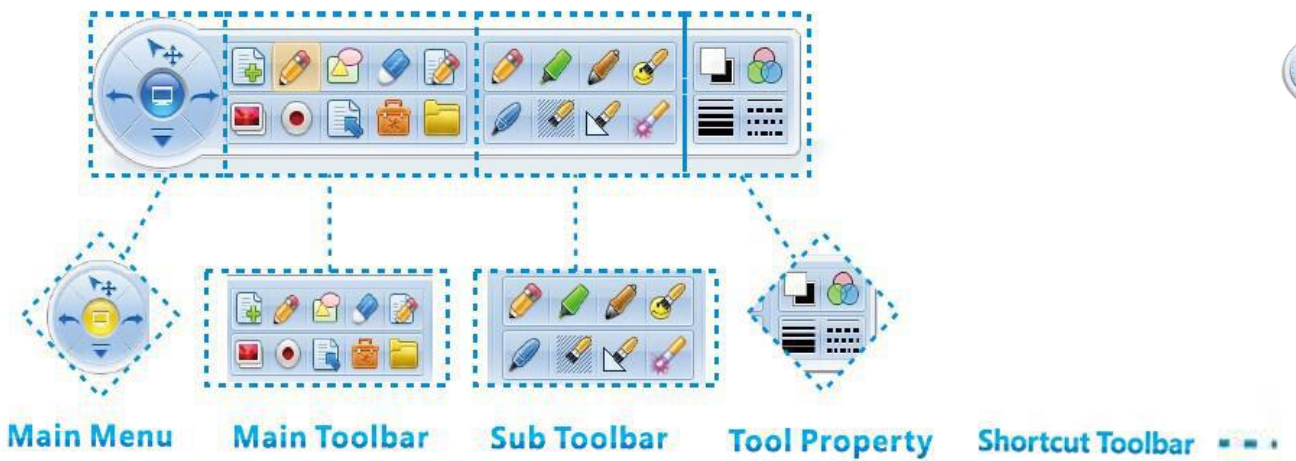 Main Menu
Main Toolbar
Sub Toolbar
Tool Property
Shortcut Toolbar